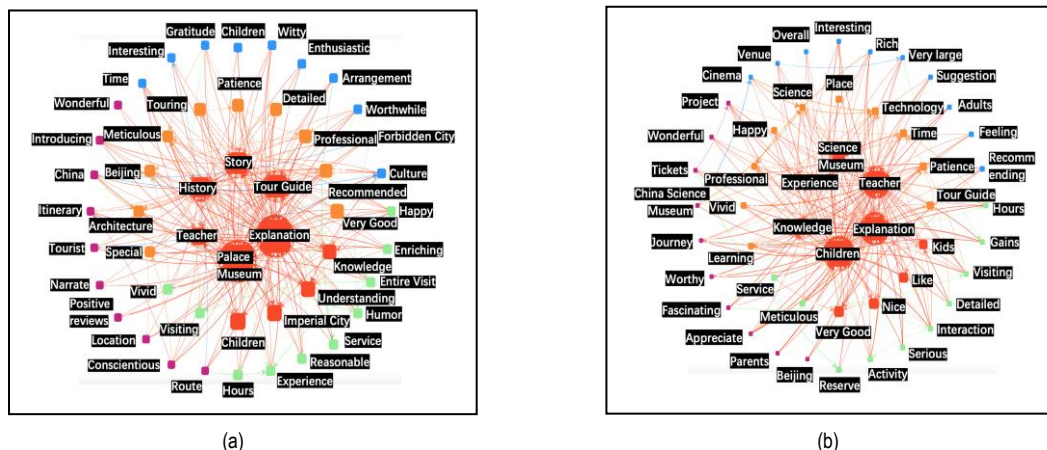 Gratitude
Children
Witty
Interesting
Enthusiastic
Time
Patience
Arrangement
Wonderful
Touring
Detailed
Worthwhile
Introducing
Meticulous
Professional
Forbidden City
Story
China
Beijing
History
Tour Guide
Culture
Recommended
Itinerary
Happy
Architecture
Very Good
Tourist
Teacher
Explanation
Special
Palace
Museum
Enriching
Knowledge
Narrate
Entire Visit
Vivid
Understanding
Positive
reviews
Humor
Visiting
Imperial City
Location
Children
Service
Conscientious
Reasonable
Route
Hours
Experience
(a)
Overall
Interesting
Rich
Venue
Very large
Cinema
Place
Suggestion
Science
Project
Technology
Adults
Wonderful
Happy
Time
Feeling
Science
Museum
Tickets
Professional
Experience
Teacher
Patience
Recomm
ending
China Science
Museum
Vivid
Tour Guide
Hours
Knowledge
Explanation
Journey
Kids
Gains
Learning
Children
Worthy
Service
Like
Visiting
Fascinating
Meticulous
Nice
Detailed
Appreciate
Very Good
Interaction
Parents
Serious
Beijing
Reserve
Activity
(b)